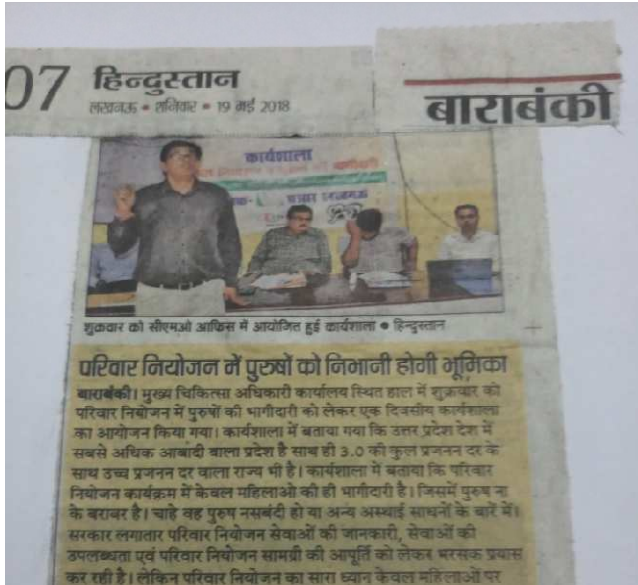 07 हिन्दुस्तान
लखनऊ • शनिवार • 19 मई 2018
बाराबंकी
कार्यशाला
शुक्रवार को सीएमओ आफिस में आयोजित हुई कार्यशाला • हिन्दुस्तान
परिवार नियोजन में पुरुषों को निभानी होगी भूमिका
बाराबंकी। मुख्य चिकित्सा अधिकारी कार्यालय स्थित हाल में शुक्रवार को
परिवार नियोजन में पुरुषों की भागीदारी को लेकर एक दिवसीय कार्यशाला
का आयोजन किया गया। कार्यशाला में बताया गया कि उत्तर प्रदेश देश में
सबसे अधिक आबादी वाला प्रदेश है साथ ही 3.0 की कुल प्रजनन दर के
साथ उच्च प्रजनन दर वाला राज्य भी है। कार्यशाला में बताया कि परिवार
नियोजन कार्यक्रम में केवल महिलाओ की ही भागीदारी है। जिसमें पुरुष ना
के बराबर है। चाहे वह पुरुष नसबंदी हो या अन्य अस्थाई साधनों के बारे में।
सरकार लगातार परिवार नियोजन सेवाओं की जानकारी, सेवाओं की
उपलब्धता एवं परिवार नियोजन सामग्री की आपूर्ति को लेकर भरसक प्रयास
कर रही है। लेकिन परिवार नियोजन का सारा ध्यान केवल महिलाओं पर